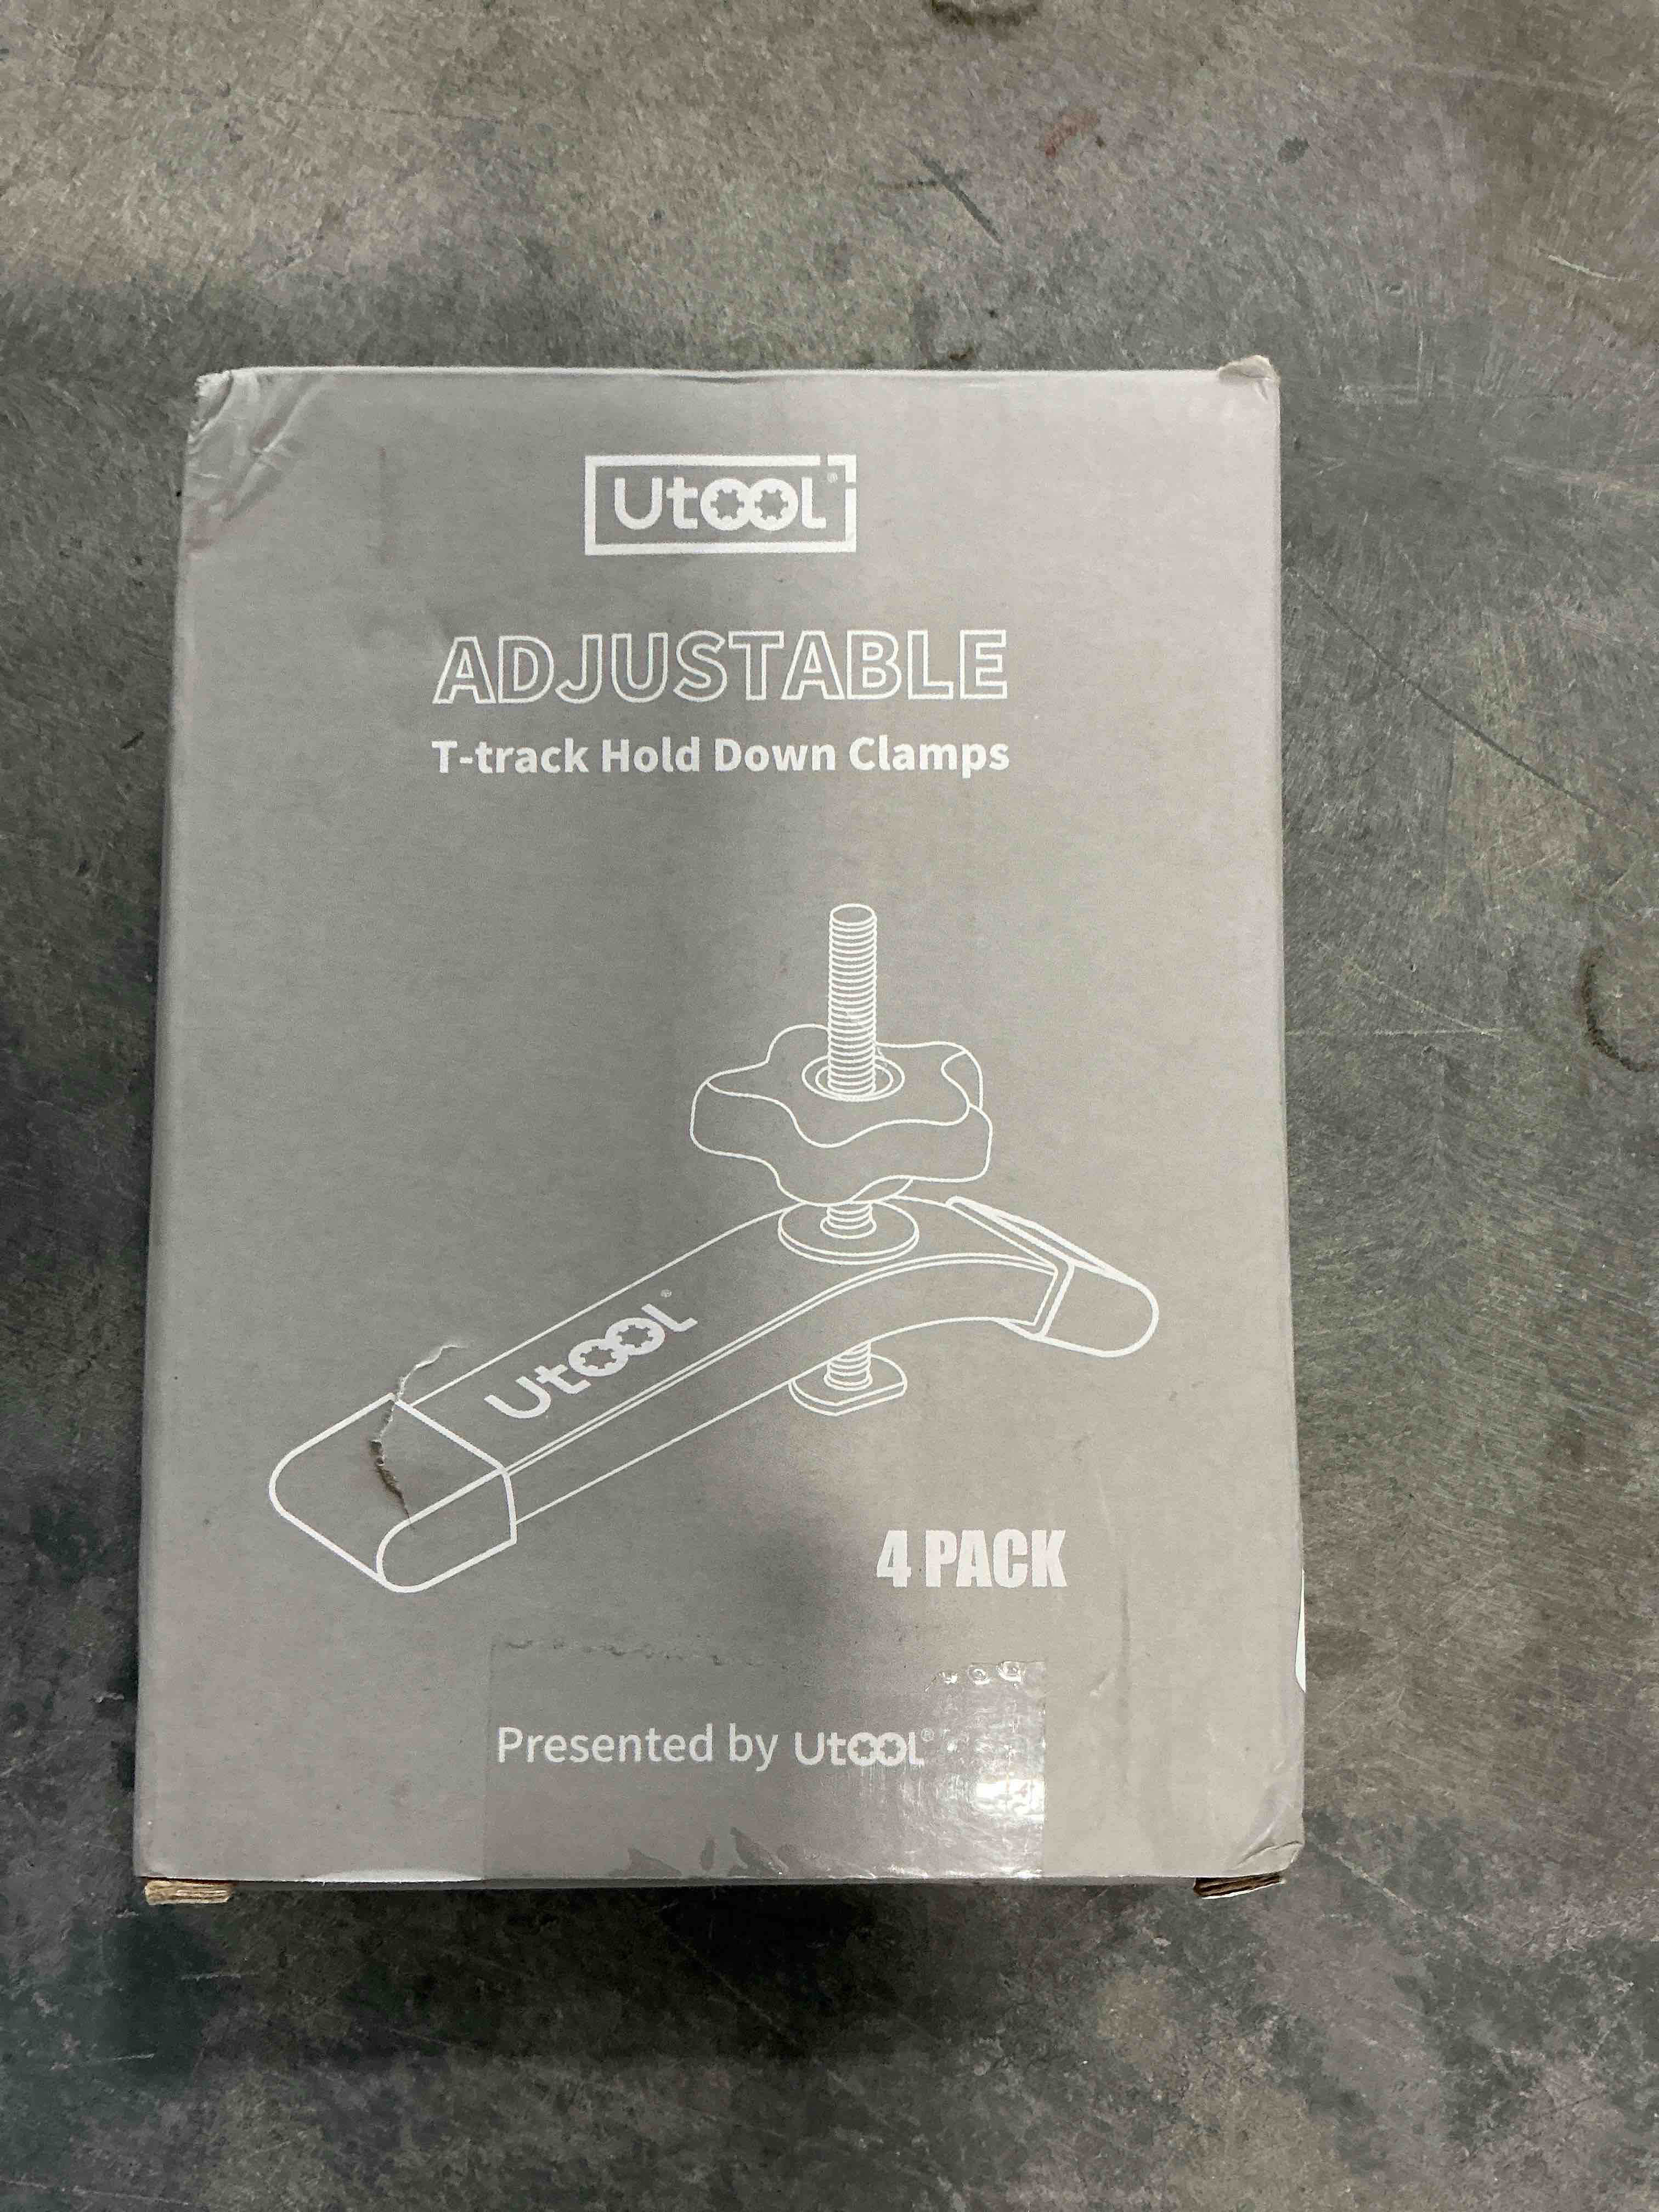 Utool®
ADJUSTABLE
T-track Hold Down Clamps
Utool®
4 PACK
Presented by Utool®